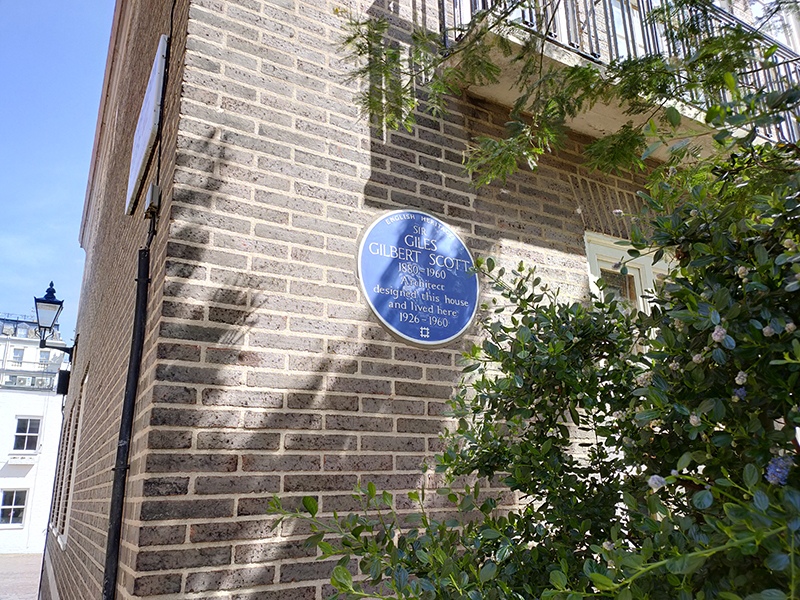 ENGLISH HERITAGE
SIR
GILES
GILBERT SCOTT
1880-1960
Architect
designed this house
and lived here
1926-1960